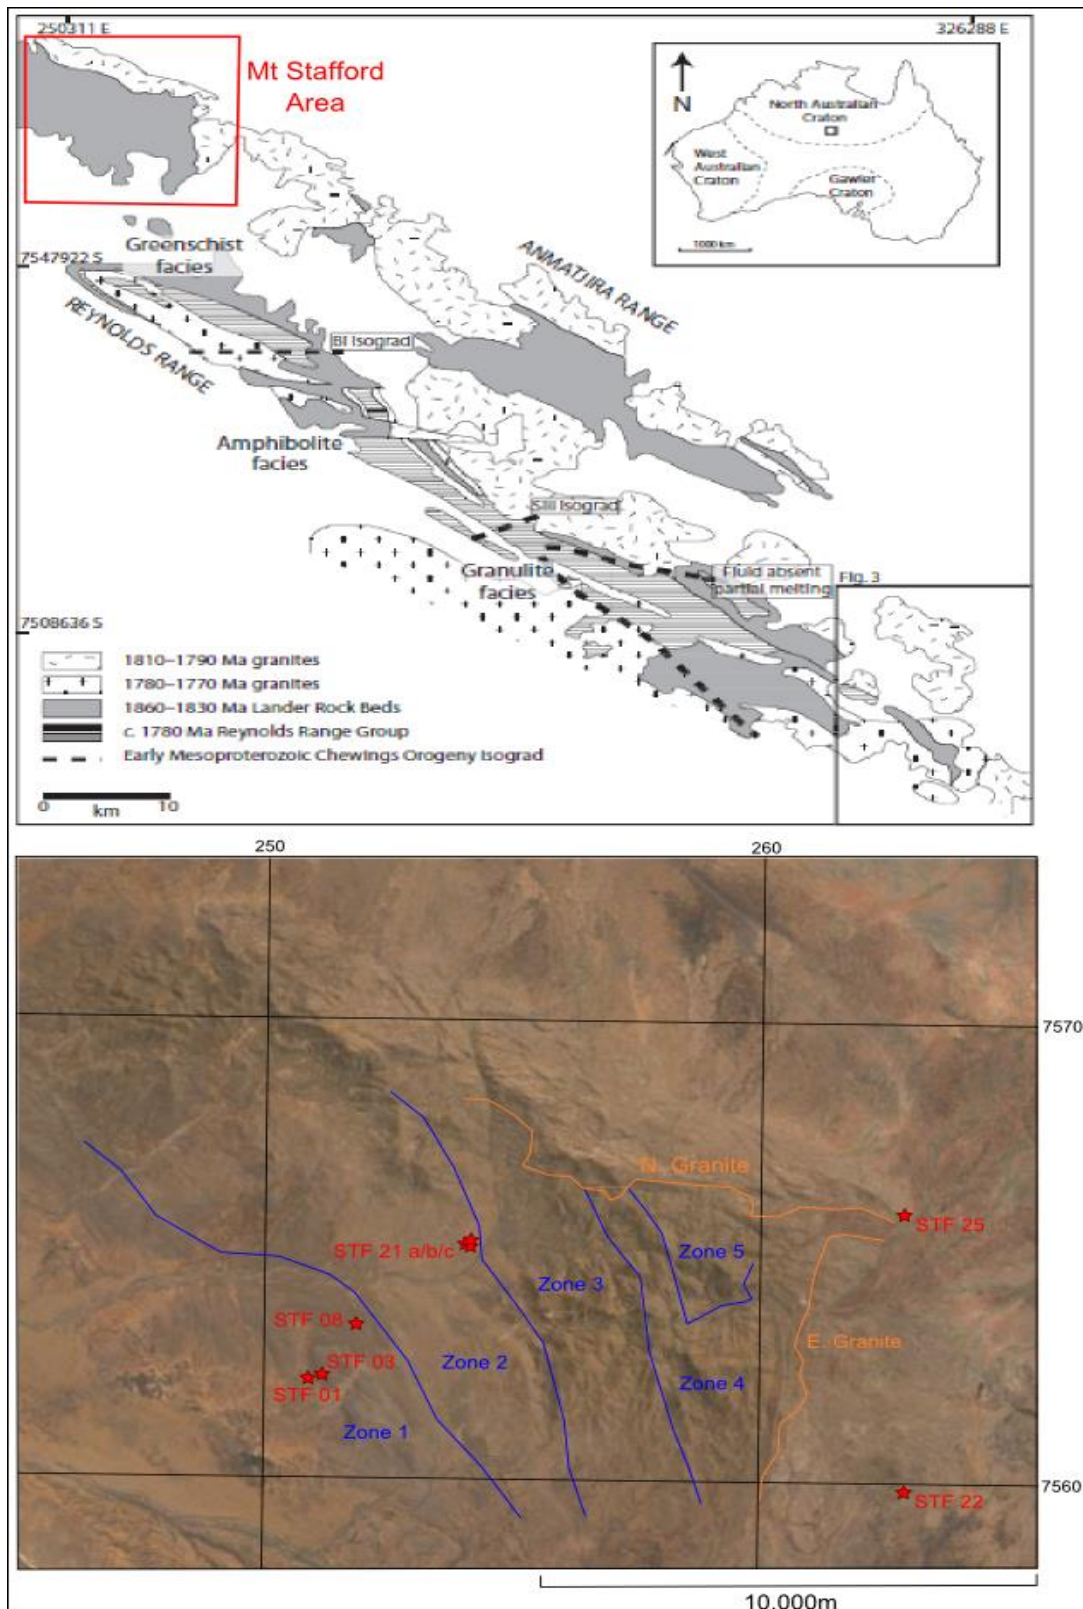 250311 E
326288 E
Mt Stafford
Area
N
North Australian
Craton
West
Australian
Craton
Gawler
Craton
1000 km
Greenschist
facies
7547922 S
ANMATJIRA RANGE
REYNOLDS RANGE
BI Isograd
Amphibolite
facies
Sill Isograd
Granulite
facies
Fluid absent
partial melting
Fig. 3
7508636 S
1810–1790 Ma granites
1780–1770 Ma granites
1860–1830 Ma Lander Rock Beds
c. 1780 Ma Reynolds Range Group
Early Mesoproterozoic Chewings Orogeny Isograd
0 km 10
250
260
7570
N. Granite
STF 25
STF 21 a/b/c
Zone 5
Zone 3
STF 08
E. Granite
STF 03
Zone 2
STF 01
Zone 4
Zone 1
7560
STF 22
10,000m